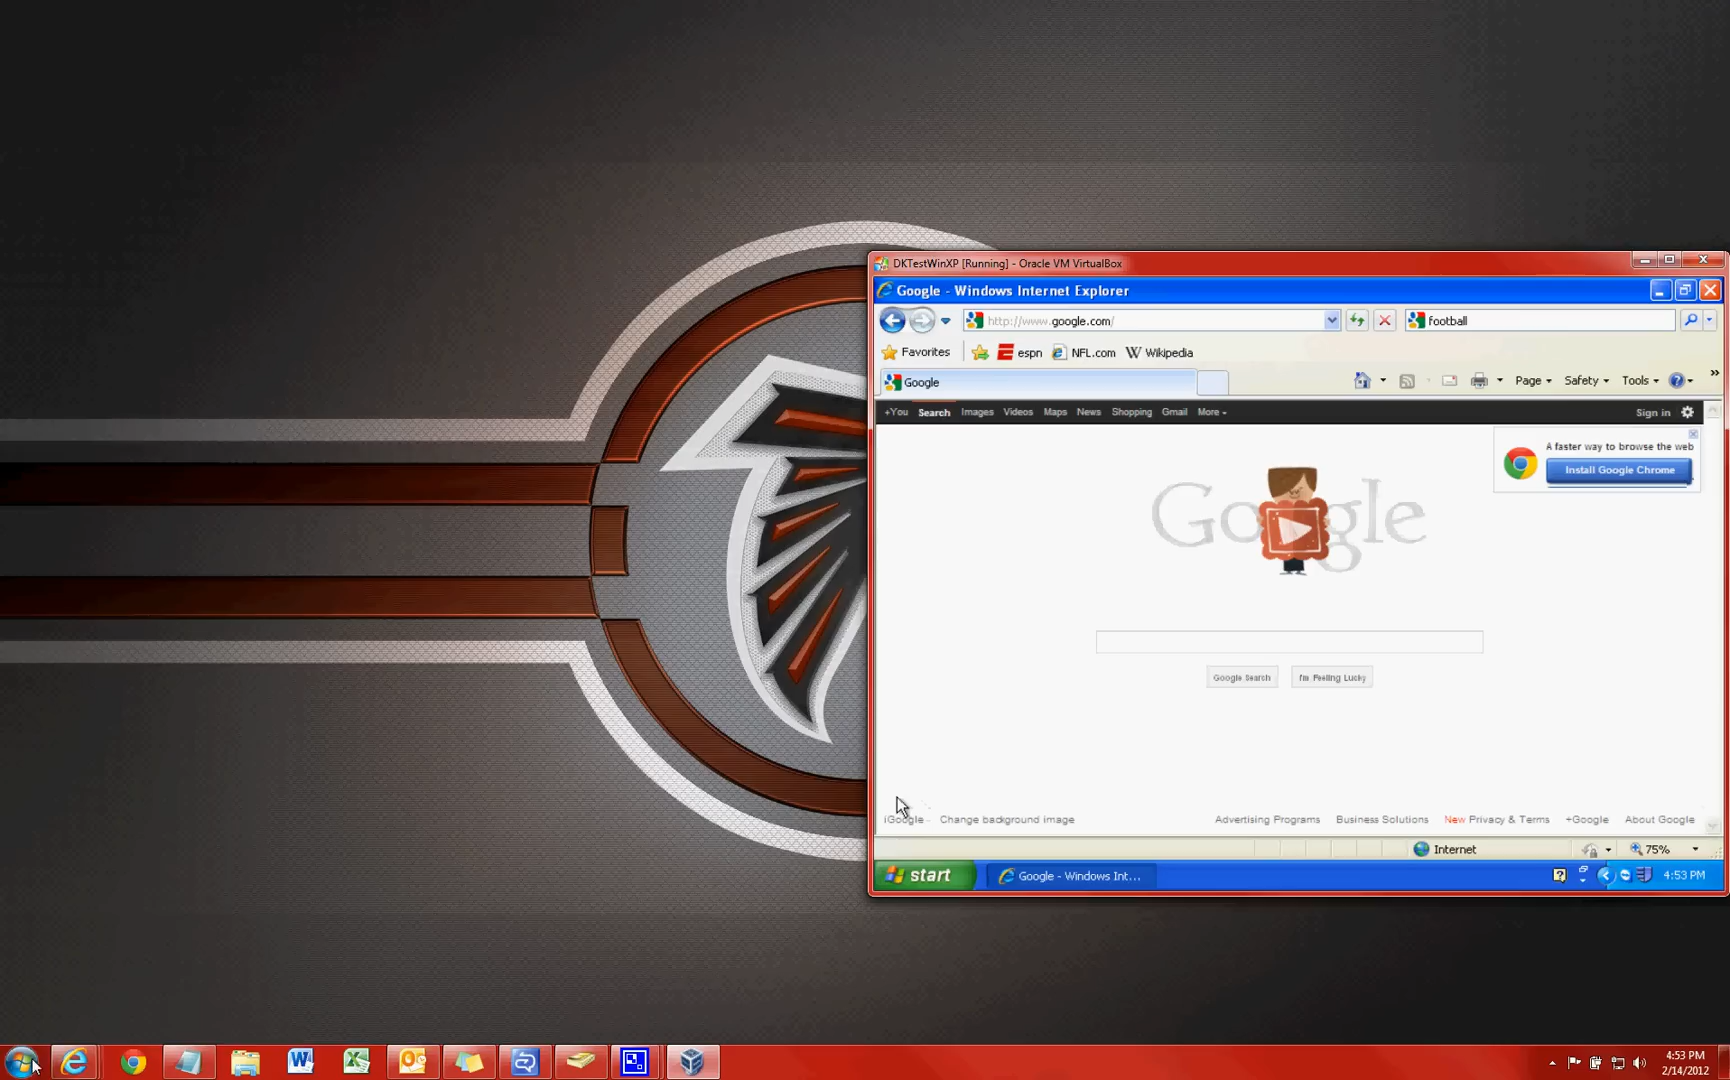 DKTestWinXP [Running] - Oracle VM VirtualBox
Google - Windows Internet Explorer
http://www.google.com/
football
Favorites espn NFL.com Wikipedia
Google
Page Safety Tools
+You Search Images Videos Maps News Shopping Gmail More Sign in
A faster way to browse the web
Install Google Chrome
Google
Google Search I'm Feeling Lucky
iGoogle Change background image Advertising Programs Business Solutions New Privacy & Terms +Google About Google
Internet 75%
start Google - Windows Int... 4:53 PM
4:53 PM
2/14/2012